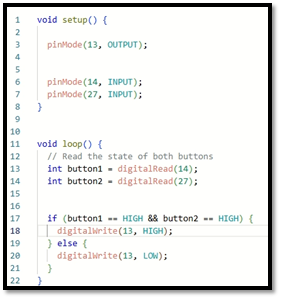 1 void setup() {
2
3 pinMode(13, OUTPUT);
4
5
6 pinMode(14, INPUT);
7 pinMode(27, INPUT);
8 }
9
10
11 void loop() {
12 // Read the state of both buttons
13 int button1 = digitalRead(14);
14 int button2 = digitalRead(27);
15
16
17 if (button1 == HIGH && button2 == HIGH) {
18 digitalWrite(13, HIGH);
19 } else {
20 digitalWrite(13, LOW);
21 }
22 }